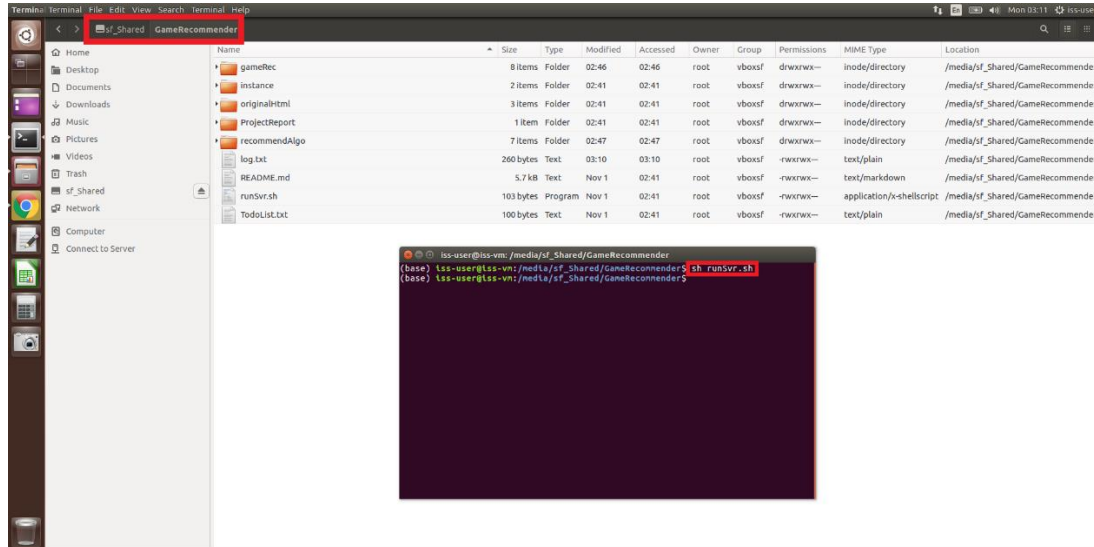 Termina Terminal File Edit View Search Terminal Help En Mon 03:11 iss-use
sf_Shared GameRecommender
Name Size Type Modified Accessed Owner Group Permissions MIME Type Location
Home
Desktop
Documents
Downloads
Music
Pictures
Videos
Trash
sf_Shared
Network
Computer
Connect to Server
gameRec 8 items Folder 02:46 02:46 root vboxsf drwxrwx--- inode/directory /media/sf_Shared/GameRecommende
instance 2 items Folder 02:41 02:41 root vboxsf drwxrwx--- inode/directory /media/sf_Shared/GameRecommende
originalHtml 3 items Folder 02:41 02:41 root vboxsf drwxrwx--- inode/directory /media/sf_Shared/GameRecommende
ProjectReport 1 item Folder 02:41 02:41 root vboxsf drwxrwx--- inode/directory /media/sf_Shared/GameRecommende
recommendAlgo 7 items Folder 02:47 02:47 root vboxsf drwxrwx--- inode/directory /media/sf_Shared/GameRecommende
log.txt 260 bytes Text 03:10 03:10 root vboxsf -rwxrwx--- text/plain /media/sf_Shared/GameRecommende
README.md 5.7 kB Text Nov 1 02:41 root vboxsf -rwxrwx--- text/markdown /media/sf_Shared/GameRecommende
runSvr.sh 103 bytes Program Nov 1 02:41 root vboxsf -rwxrwx--- application/x-shellscript /media/sf_Shared/GameRecommende
TodoList.txt 100 bytes Text Nov 1 02:41 root vboxsf -rwxrwx--- text/plain /media/sf_Shared/GameRecommende
iss-user@iss-vm: /media/sf_Shared/GameRecommender
(base) iss-user@iss-vm:/media/sf_Shared/GameRecommender$ sh runSvr.sh
(base) iss-user@iss-vm:/media/sf_Shared/GameRecommender$